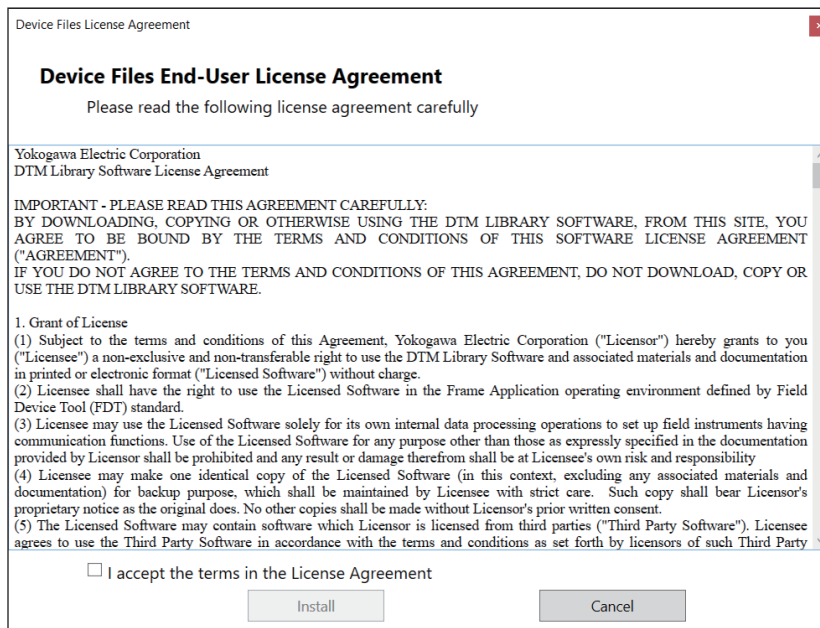 Device Files License Agreement
Device Files End-User License Agreement
Please read the following license agreement carefully
Yokogawa Electric Corporation
DTM Library Software License Agreement
IMPORTANT - PLEASE READ THIS AGREEMENT CAREFULLY:
BY DOWNLOADING, COPYING OR OTHERWISE USING THE DTM LIBRARY SOFTWARE, FROM THIS SITE, YOU
AGREE TO BE BOUND BY THE TERMS AND CONDITIONS OF THIS SOFTWARE LICENSE AGREEMENT
("AGREEMENT").
IF YOU DO NOT AGREE TO THE TERMS AND CONDITIONS OF THIS AGREEMENT, DO NOT DOWNLOAD, COPY OR
USE THE DTM LIBRARY SOFTWARE.
1. Grant of License
(1) Subject to the terms and conditions of this Agreement, Yokogawa Electric Corporation ("Licensor") hereby grants to you
("Licensee") a non-exclusive and non-transferable right to use the DTM Library Software and associated materials and documentation
in printed or electronic format ("Licensed Software") without charge.
(2) Licensee shall have the right to use the Licensed Software in the Frame Application operating environment defined by Field
Device Tool (FDT) standard.
(3) Licensee may use the Licensed Software solely for its own internal data processing operations to set up field instruments having
communication functions. Use of the Licensed Software for any purpose other than those as expressly specified in the documentation
provided by Licensor shall be prohibited and any result or damage therefrom shall be at Licensee's own risk and responsibility
(4) Licensee may make one identical copy of the Licensed Software (in this context, excluding any associated materials and
documentation) for backup purpose, which shall be maintained by Licensee with strict care. Such copy shall bear Licensor's
proprietary notice as the original does. No other copies shall be made without Licensor's prior written consent.
(5) The Licensed Software may contain software which Licensor is licensed from third parties ("Third Party Software"). Licensee
agrees to use the Third Party Software in accordance with the terms and conditions as set forth by licensors of such Third Party
I accept the terms in the License Agreement
Install
Cancel